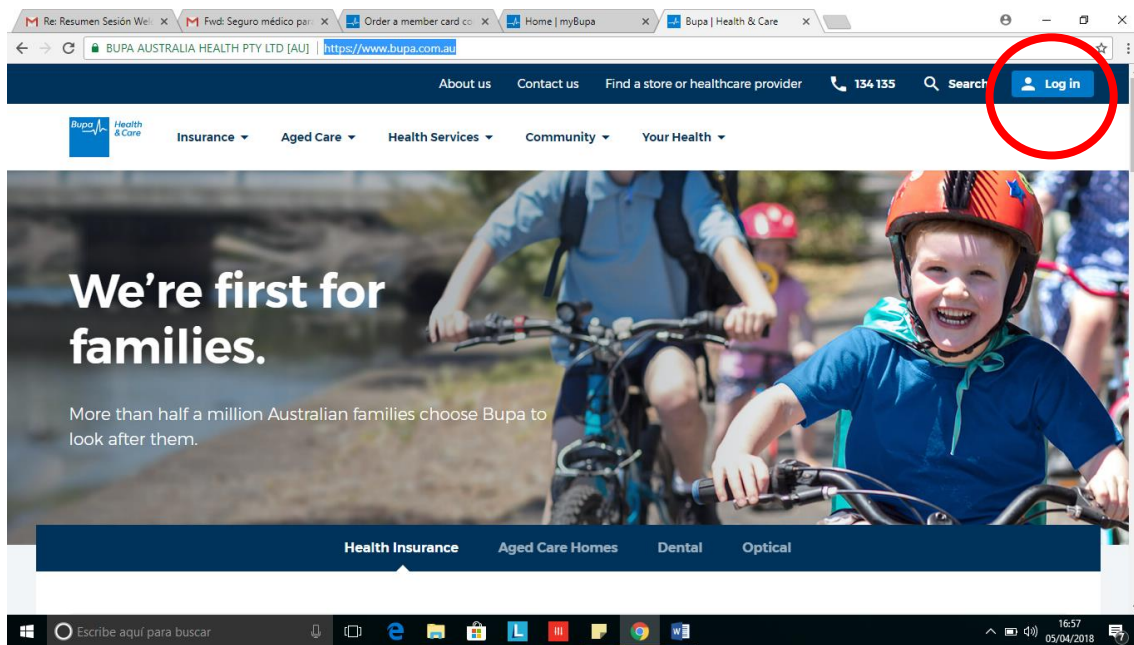 Re: Resumen Sesión Wel
Fwd: Seguro médico par
Order a member card co
Home | myBupa
Bupa | Health & Care
BUPA AUSTRALIA HEALTH PTY LTD [AU] | https://www.bupa.com.au
About us Contact us Find a store or healthcare provider 134 135 Search Log in
Bupa Health & Care
Insurance Aged Care Health Services Community Your Health
We're first for
families.
More than half a million Australian families choose Bupa to
look after them.
Health Insurance Aged Care Homes Dental Optical
Escribe aquí para buscar
16:57
05/04/2018